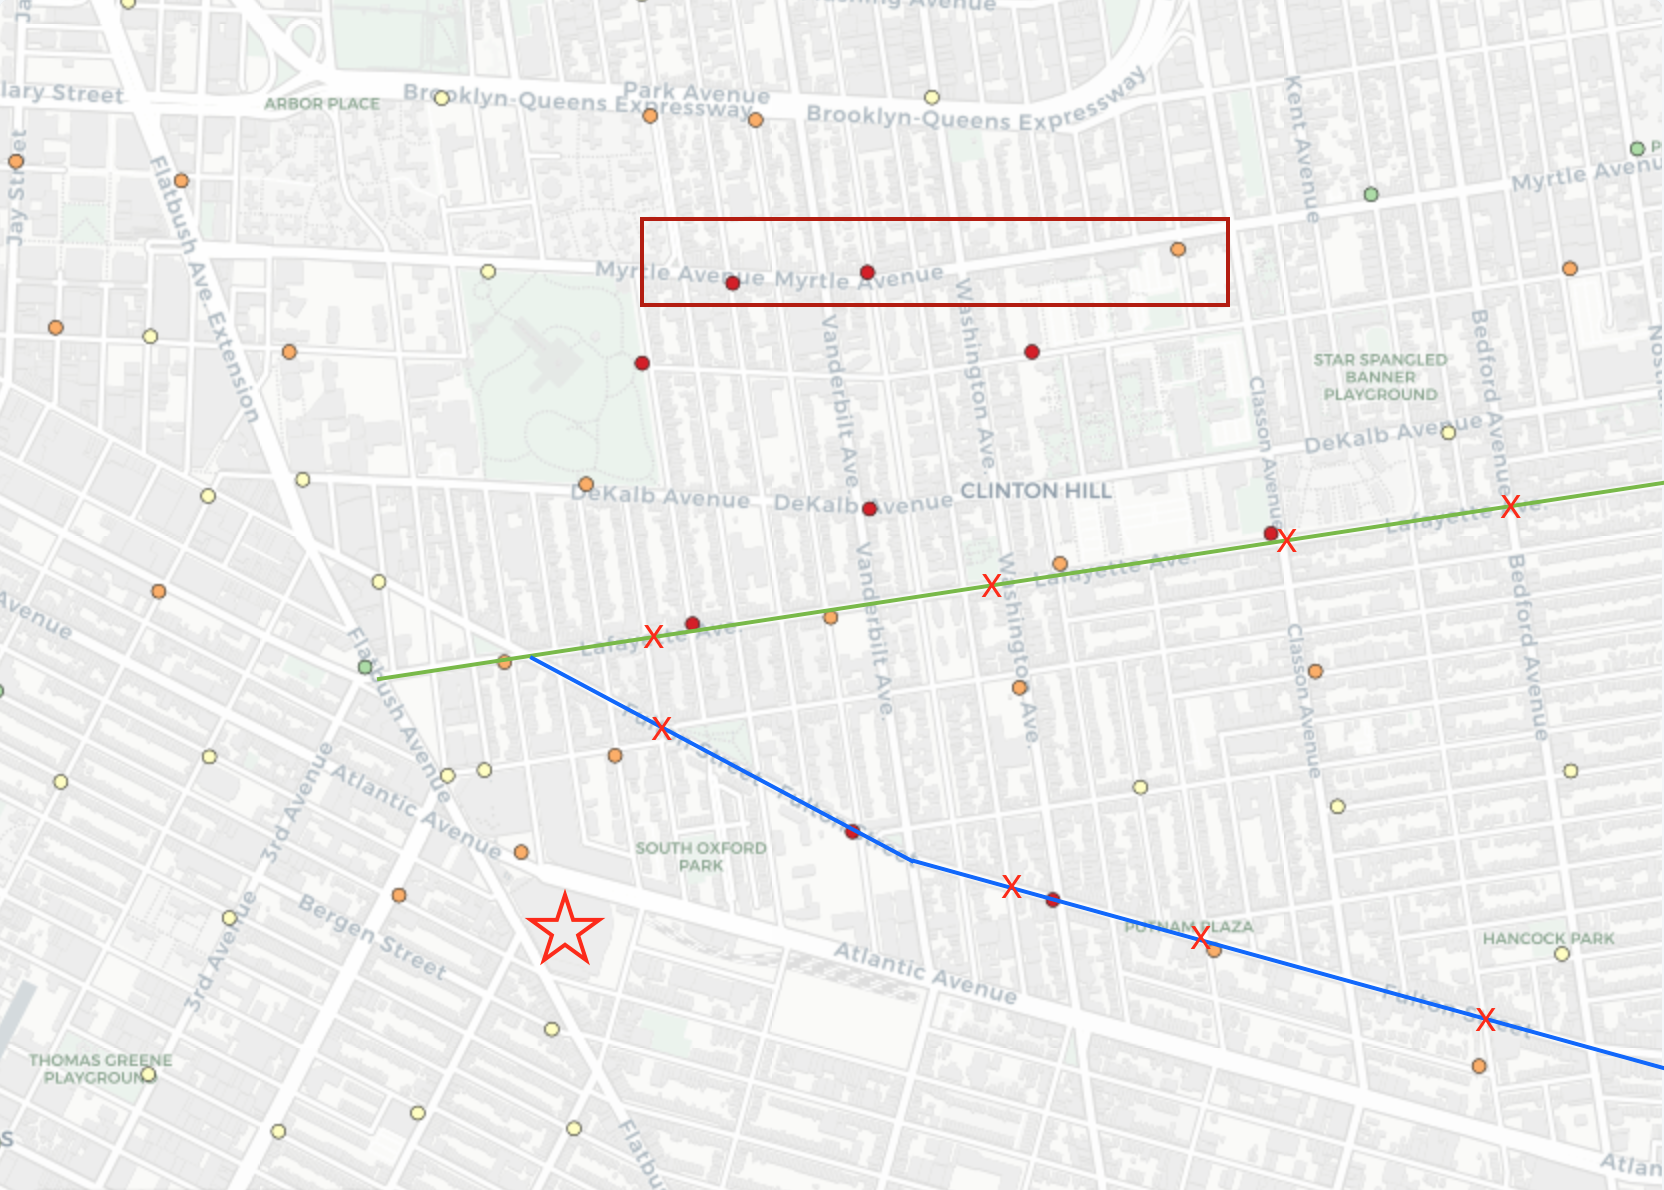 Park Avenue
Brooklyn-Queens Expressway
Brooklyn-Queens Expressway
lary Street
ARBOR PLACE
Jay Street
Flatbush Ave. Extension
Kent Avenue
Myrtle Avenue
Myrtle Avenue
Myrtle Avenu
Washington Ave.
Vanderbilt Ave.
Bedford Avenue
Classon Avenue
STAR SPANGLED
BANNER
PLAYGROUND
DeKalb Avenue
DeKalb Avenue
DeKalb Avenue
CLINTON HILL
X
Lafayette Ave.
X
Lafayette Ave.
X
Lafayette Ave.
X
Vanderbilt Ave.
Washington Ave.
Classon Avenue
Bedford Avenue
Avenue
Flatbush Avenue
Fulton Street
X
Fulton Street
3rd Avenue
Atlantic Avenue
SOUTH OXFORD
PARK
X
PUTNAM PLAZA
X
HANCOCK PARK
Bergen Street
3rd Avenue
Atlantic Avenue
Fulton Street
X
THOMAS GREENE
PLAYGROUND
S
Flatbu
Atlan